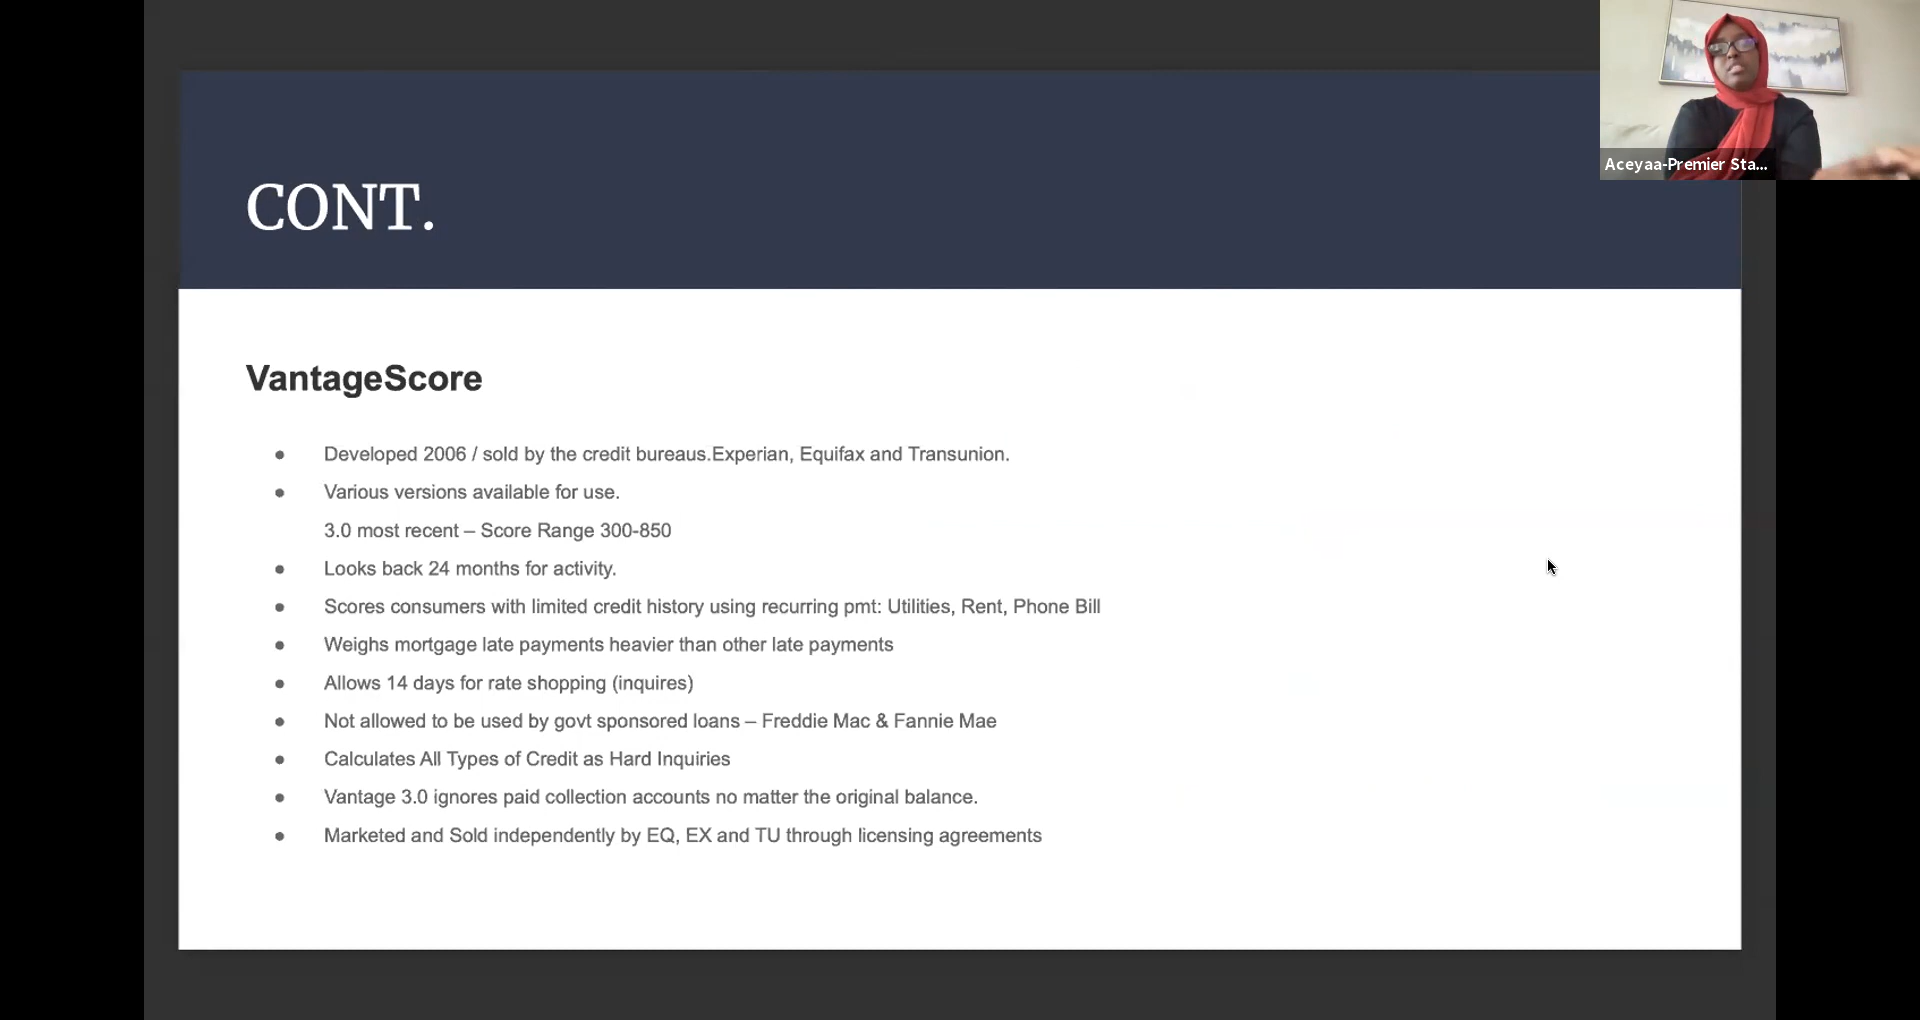 Aceyaa-Premier Sta...
CONT.
VantageScore
● Developed 2006 / sold by the credit bureaus.Experian, Equifax and Transunion.
● Various versions available for use.
3.0 most recent – Score Range 300-850
● Looks back 24 months for activity.
● Scores consumers with limited credit history using recurring pmt: Utilities, Rent, Phone Bill
● Weighs mortgage late payments heavier than other late payments
● Allows 14 days for rate shopping (inquires)
● Not allowed to be used by govt sponsored loans – Freddie Mac & Fannie Mae
● Calculates All Types of Credit as Hard Inquiries
● Vantage 3.0 ignores paid collection accounts no matter the original balance.
● Marketed and Sold independently by EQ, EX and TU through licensing agreements